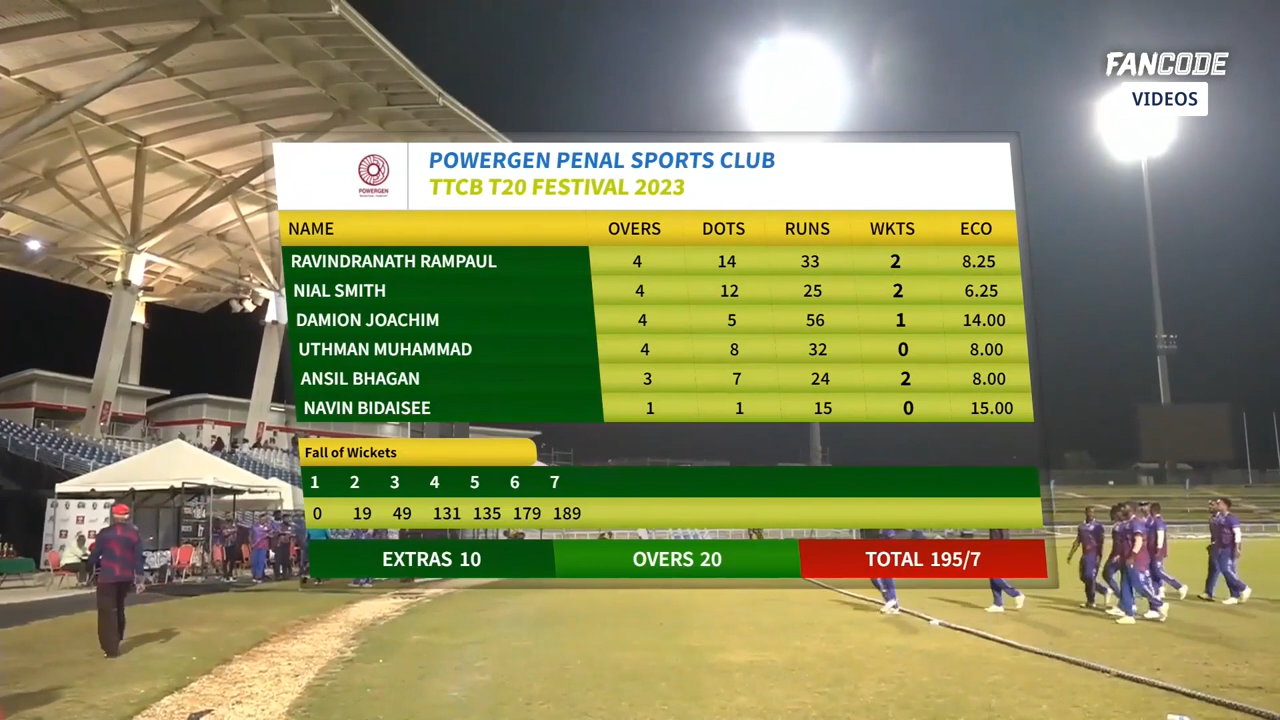 FANCODE
VIDEOS
POWERGEN
POWERGEN PENAL SPORTS CLUB
TTCB T20 FESTIVAL 2023
NAME OVERS DOTS RUNS WKTS ECO
RAVINDRANATH RAMPAUL 4 14 33 2 8.25
NIAL SMITH 4 12 25 2 6.25
DAMION JOACHIM 4 5 56 1 14.00
UTHMAN MUHAMMAD 4 8 32 0 8.00
ANSIL BHAGAN 3 7 24 2 8.00
NAVIN BIDAISEE 1 1 15 0 15.00
Fall of Wickets
1 2 3 4 5 6 7
0 19 49 131 135 179 189
EXTRAS 10 OVERS 20 TOTAL 195/7